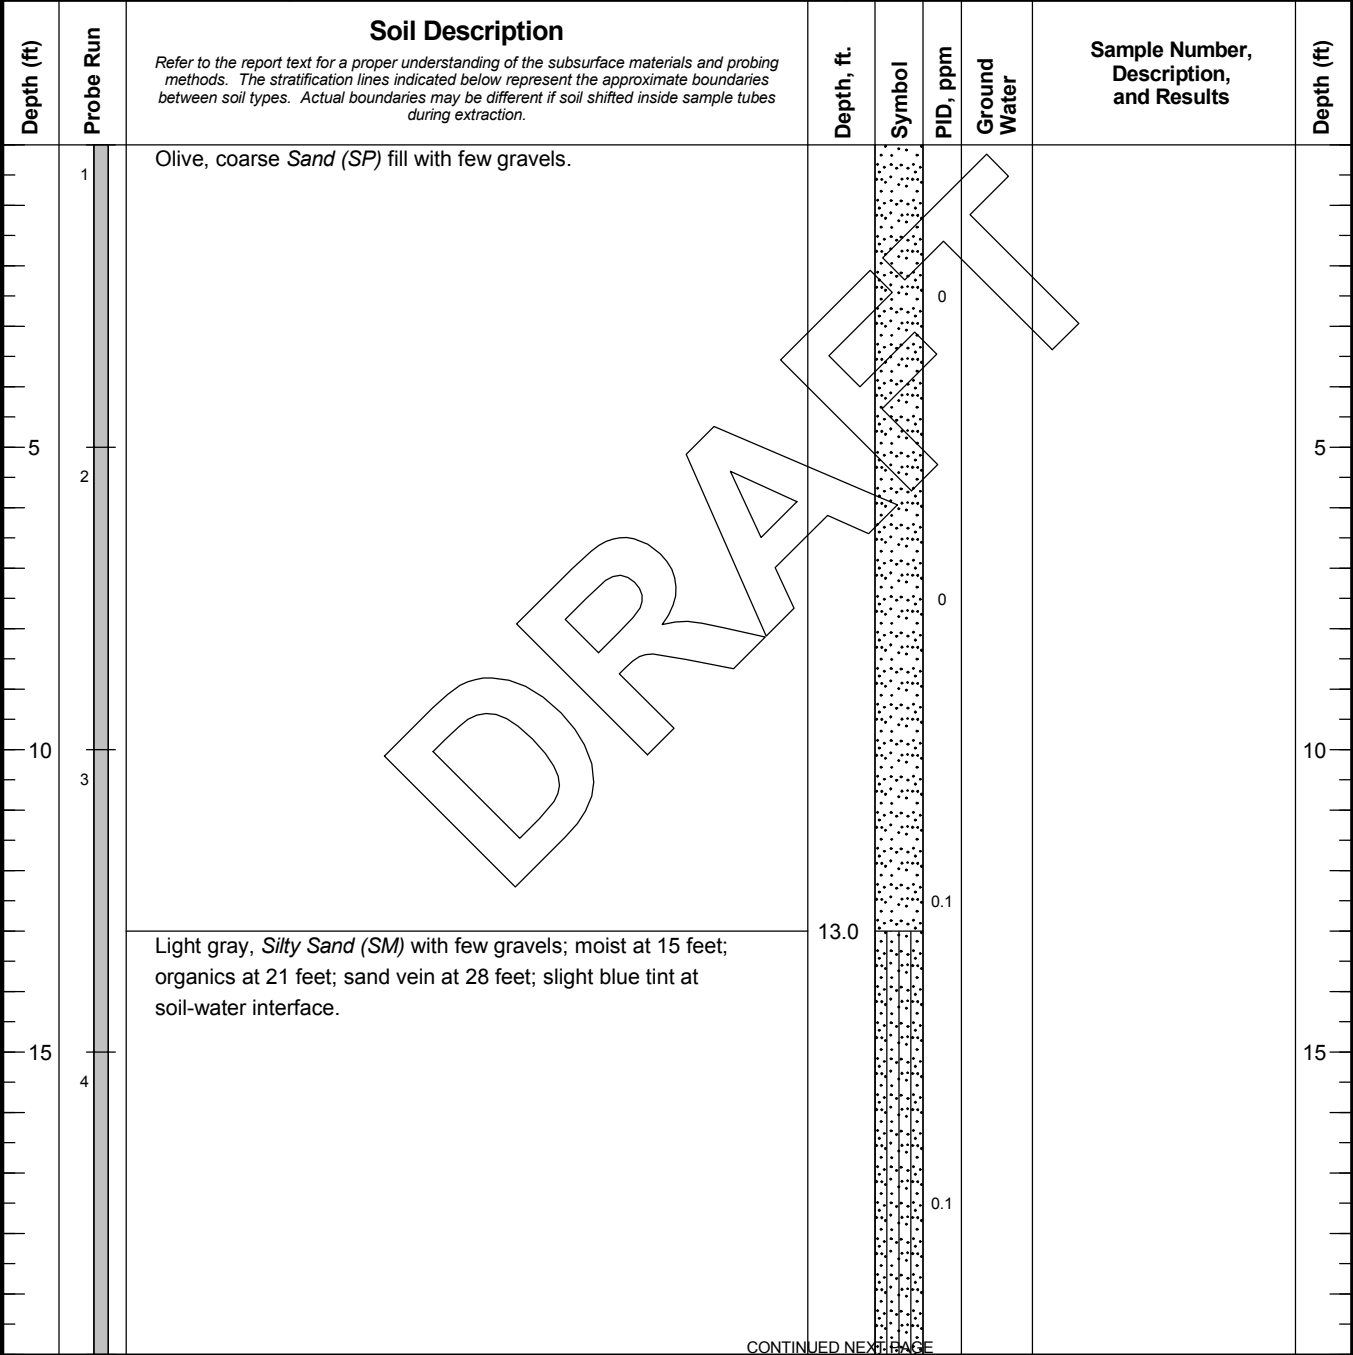 Depth (ft)
Probe Run
Soil Description
Refer to the report text for a proper understanding of the subsurface materials and probing
methods. The stratification lines indicated below represent the approximate boundaries
between soil types. Actual boundaries may be different if soil shifted inside sample tubes
during extraction.
Depth, ft.
Symbol
PID, ppm
Ground
Water
Sample Number,
Description,
and Results
Depth (ft)
Olive, coarse Sand (SP) fill with few gravels.
1
0
5
5
2
0
10
10
3
0.1
13.0
Light gray, Silty Sand (SM) with few gravels; moist at 15 feet;
organics at 21 feet; sand vein at 28 feet; slight blue tint at
soil-water interface.
15
15
4
0.1
DRAFT
CONTINUED NEXT PAGE